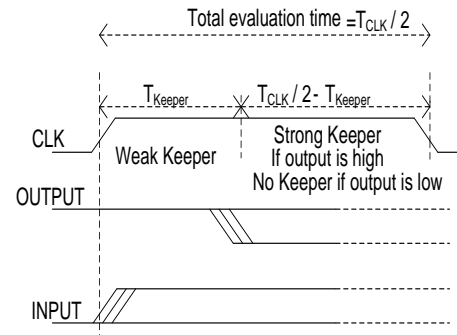 Total evaluation time =TCLK / 2
TKeeper
TCLK / 2- TKeeper
CLK
Weak Keeper
Strong Keeper
If output is high
No Keeper if output is low
OUTPUT
INPUT